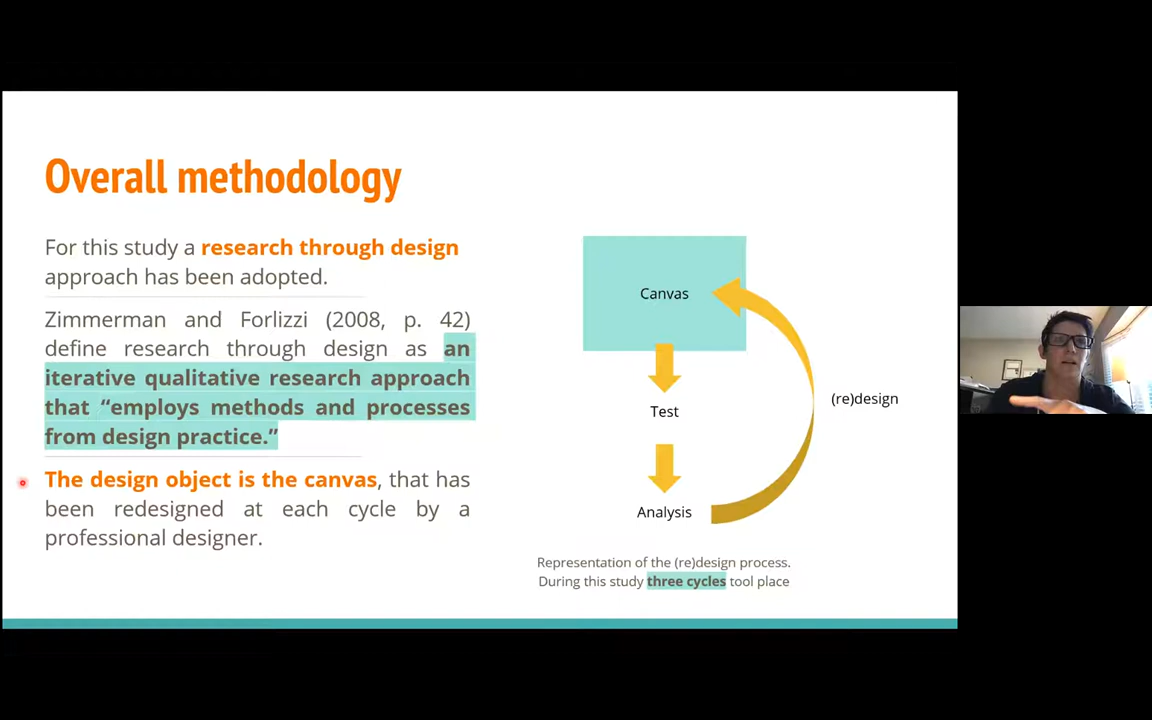 Overall methodology
For this study a research through design
approach has been adopted.
Zimmerman and Forlizzi (2008, p. 42)
define research through design as an
iterative qualitative research approach
that “employs methods and processes
from design practice.”
The design object is the canvas, that has
been redesigned at each cycle by a
professional designer.
Canvas
Test
Analysis
(re)design
Representation of the (re)design process.
During this study three cycles tool place